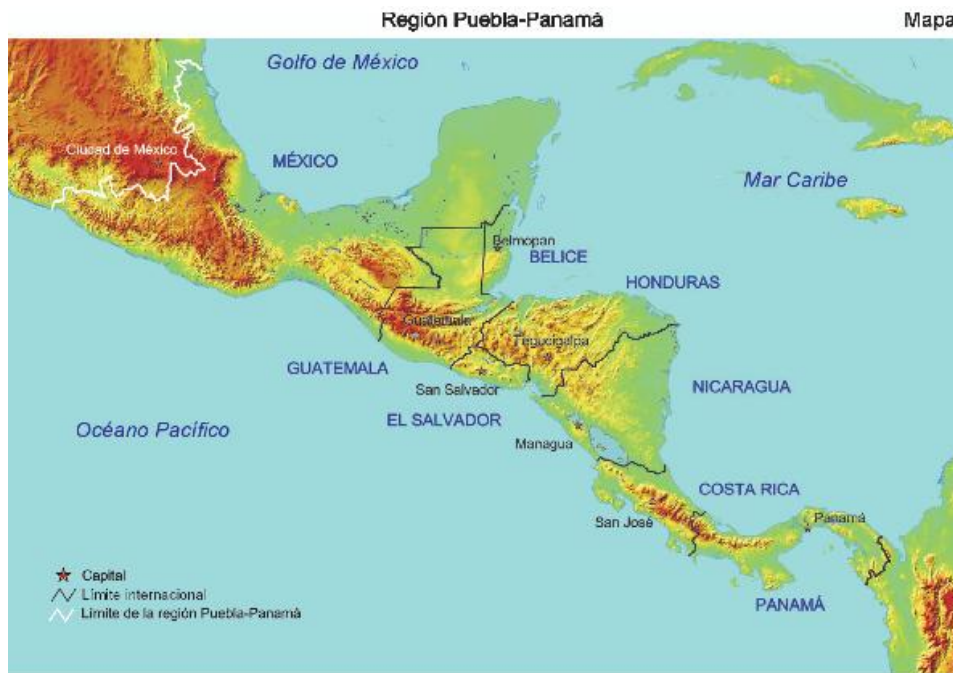 Región Puebla-Panamá
Mapa
Golfo de México
Ciudad de México
MÉXICO
Mar Caribe
Belmopan
BELICE
HONDURAS
Guatemala
Tegucigalpa
GUATEMALA
San Salvador
NICARAGUA
EL SALVADOR
Océano Pacífico
Managua
COSTA RICA
San José
Panamá
Capital
Límite internacional
Límite de la región Puebla-Panamá
PANAMÁ